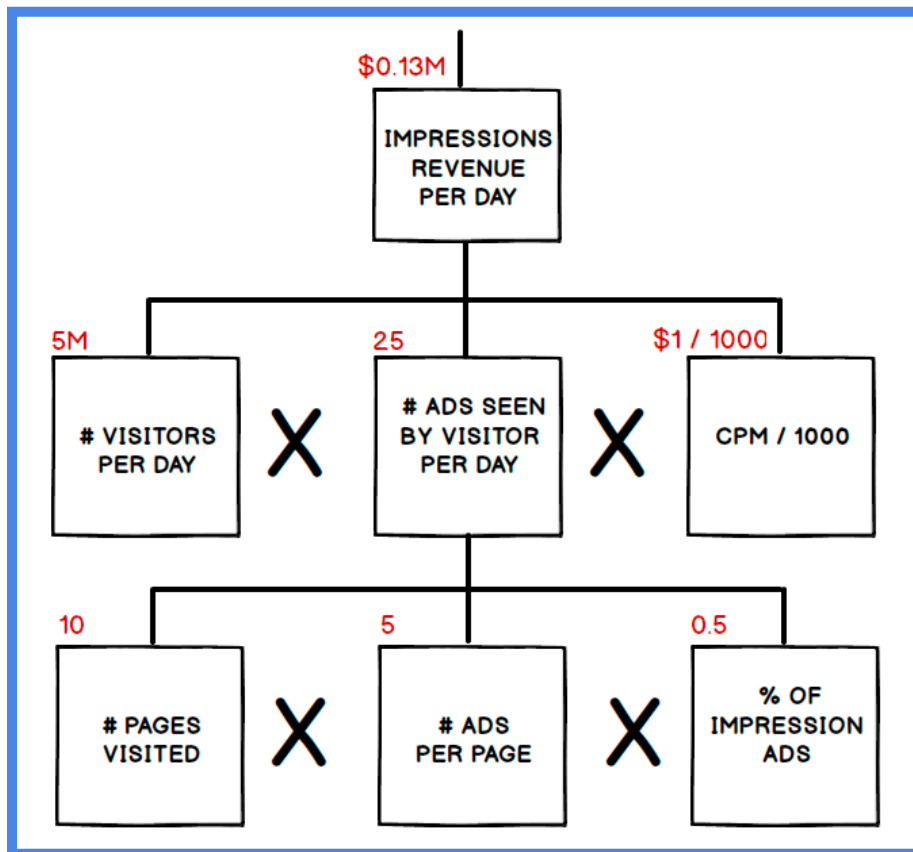 $0.13M
IMPRESSIONS
REVENUE
PER DAY
5M
25
$1 / 1000
# VISITORS
PER DAY
X
# ADS SEEN
BY VISITOR
PER DAY
X
CPM / 1000
10
5
0.5
# PAGES
VISITED
X
# ADS
PER PAGE
X
% OF
IMPRESSION
ADS